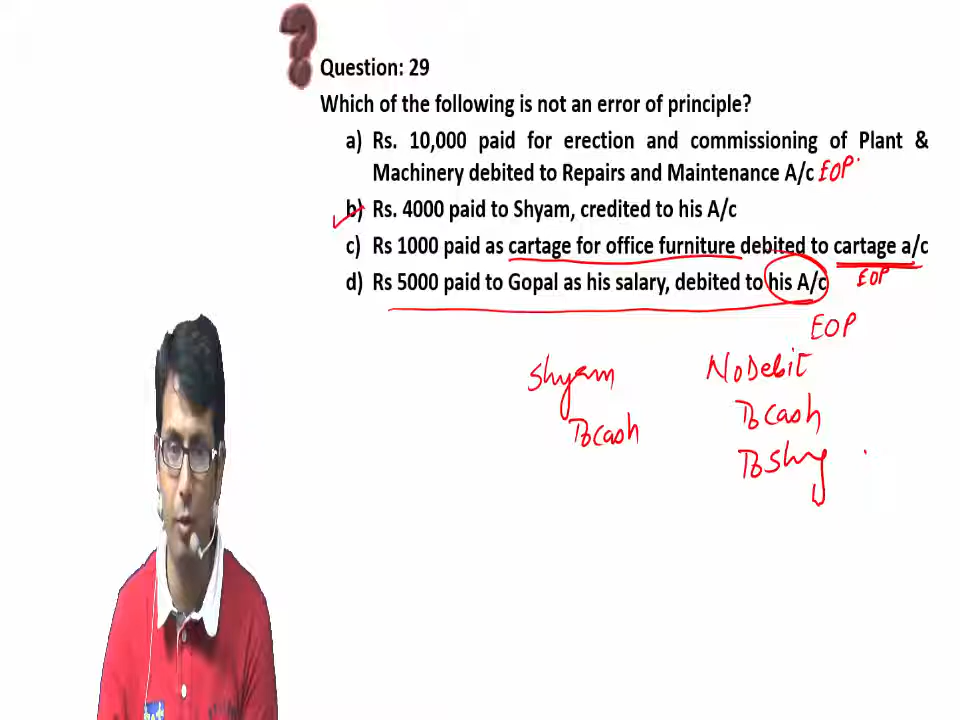 Question: 29
Which of the following is not an error of principle?
a) Rs. 10,000 paid for erection and commissioning of Plant &
Machinery debited to Repairs and Maintenance A/c EOP
b) Rs. 4000 paid to Shyam, credited to his A/c
c) Rs 1000 paid as cartage for office furniture debited to cartage a/c
EOP
d) Rs 5000 paid to Gopal as his salary, debited to his A/c
EOP
Shyam No Debit
To cash To cash
To Shy